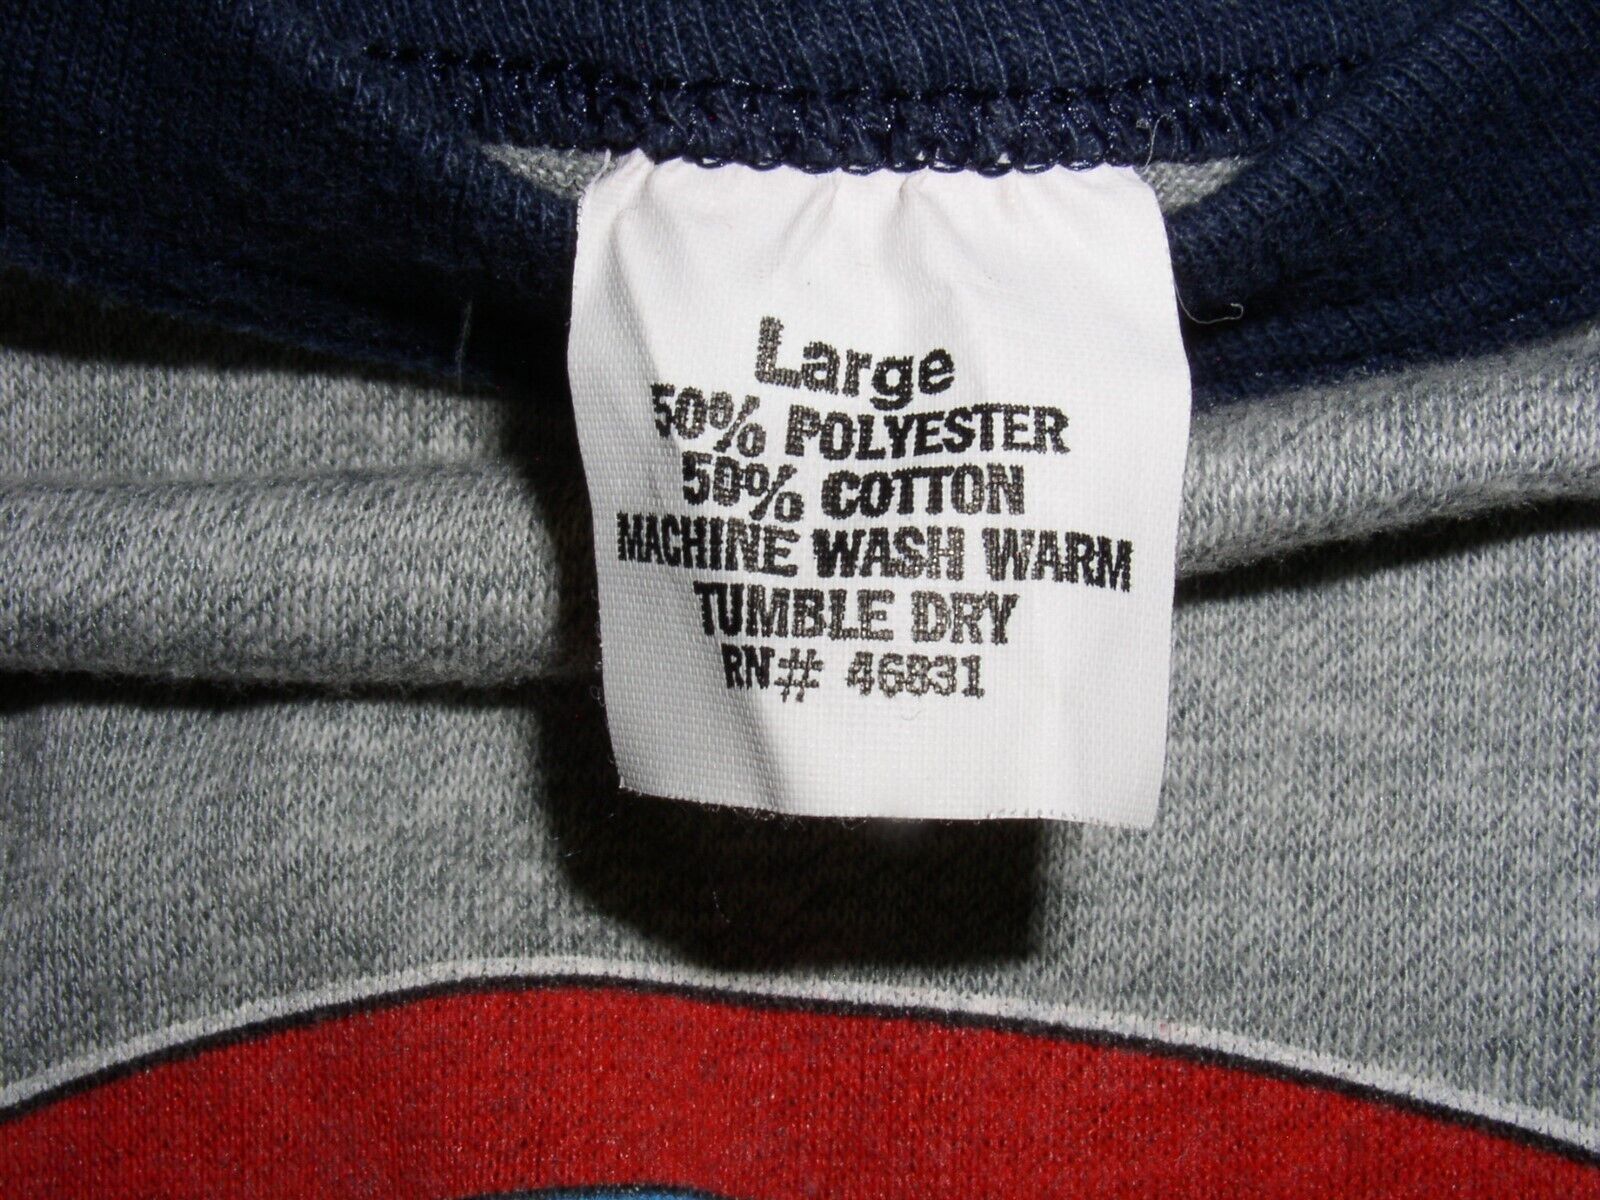 Large
50% POLYESTER
50% COTTON
MACHINE WASH WARM
TUMBLE DRY
RN# 46831